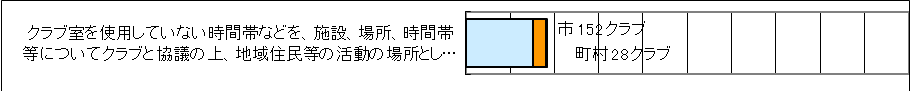 クラブ室を使用していない時間帯などを、施設、場所、時間帯
等についてクラブと協議の上、地域住民等の活動の場所とし…
市152クラブ
町村28クラブ